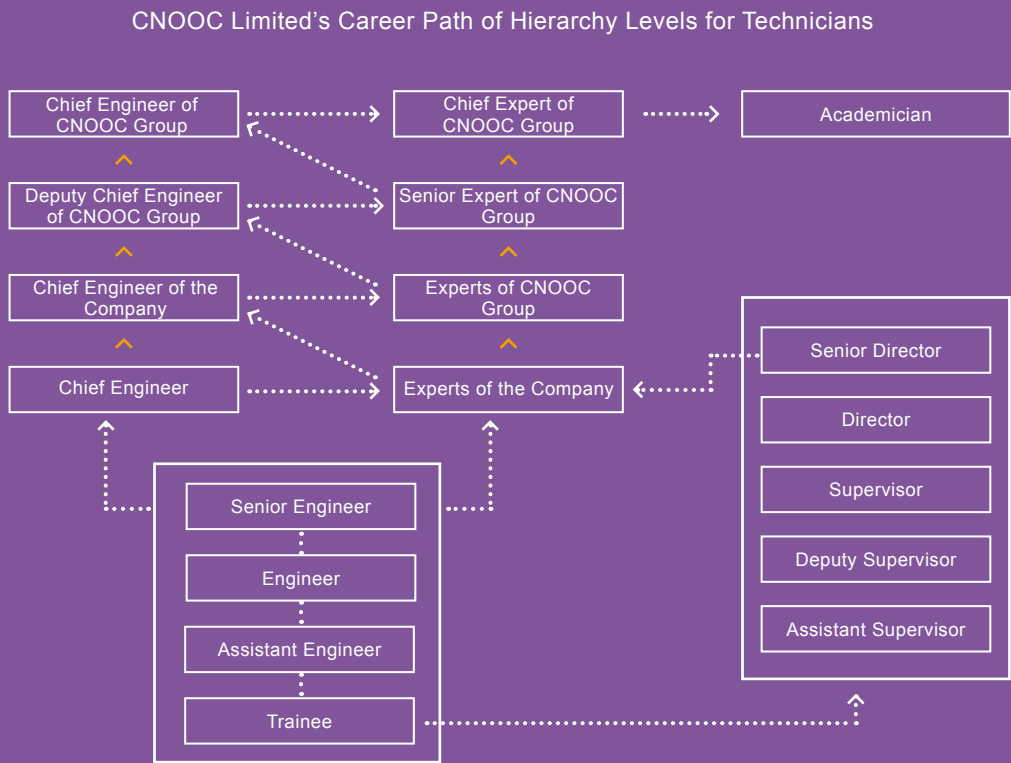 CNOOC Limited's Career Path of Hierarchy Levels for Technicians
Chief Engineer of
CNOOC Group
Chief Expert of
CNOOC Group
Academician
Deputy Chief Engineer
of CNOOC Group
Senior Expert of CNOOC
Group
Chief Engineer of the
Company
Experts of CNOOC
Group
Chief Engineer
Experts of the Company
Senior Director
Director
Supervisor
Deputy Supervisor
Assistant Supervisor
Senior Engineer
Engineer
Assistant Engineer
Trainee